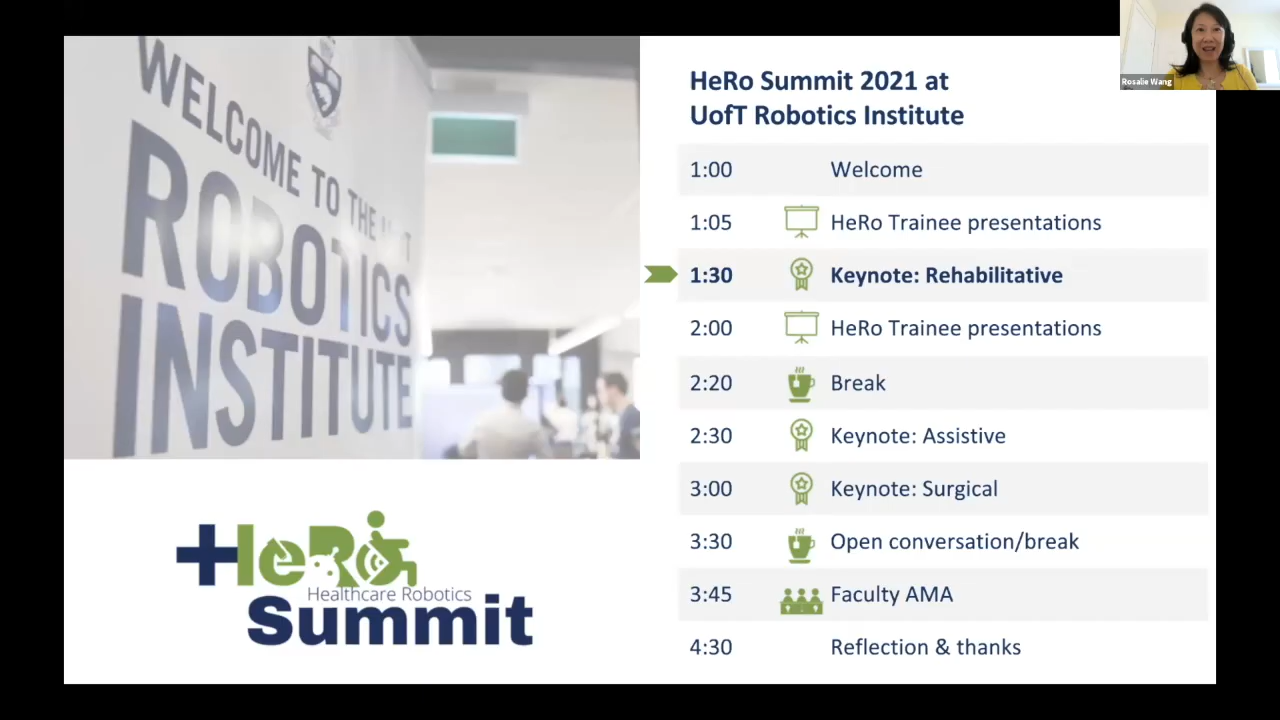 WELCOME TO THE
ROBOTICS
INSTITUTE
HeRo
Healthcare Robotics
Summit
HeRo Summit 2021 at
UofT Robotics Institute
1:00 Welcome
1:05 HeRo Trainee presentations
1:30 Keynote: Rehabilitative
2:00 HeRo Trainee presentations
2:20 Break
2:30 Keynote: Assistive
3:00 Keynote: Surgical
3:30 Open conversation/break
3:45 Faculty AMA
4:30 Reflection & thanks
Rosalie Wang